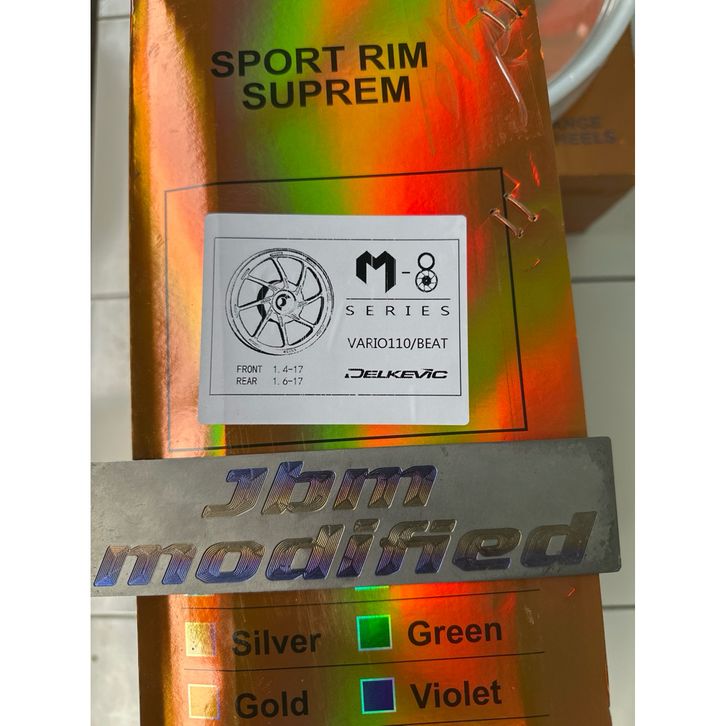 SPORT RIM
SUPREM
WHEELS
M-8
SERIES
VARIO110/BEAT
FRONT 1.4-17
REAR 1.6-17
DELKEVIC
Jbm
modified
Silver
Green
Gold
Violet